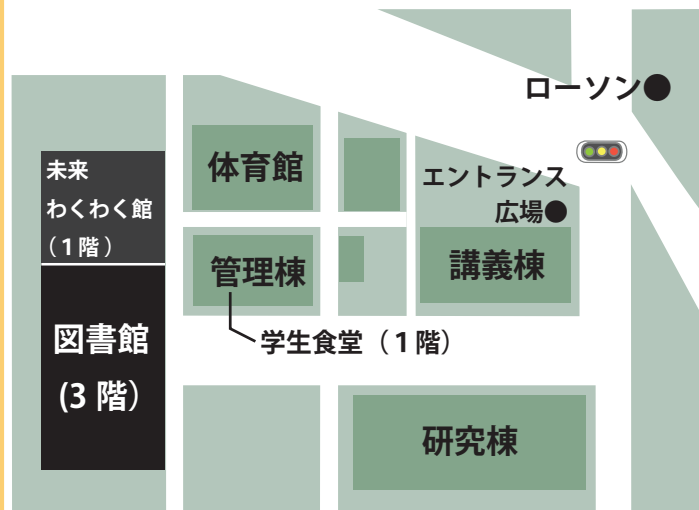 ローソン●
体育館
エントランス
広場●
未来
わくわく館
（１階）
管理棟
講義棟
学生食堂（１階）
図書館
(3 階）
研究棟